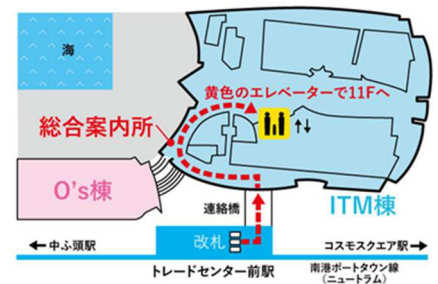 海
黄色のエレベーターで11Fへ
総合案内所
O's棟
ITM棟
連絡橋
改札
←中ふ頭駅
コスモスクエア駅→
トレードセンター前駅
南港ポートタウン線
(ニュートラム)